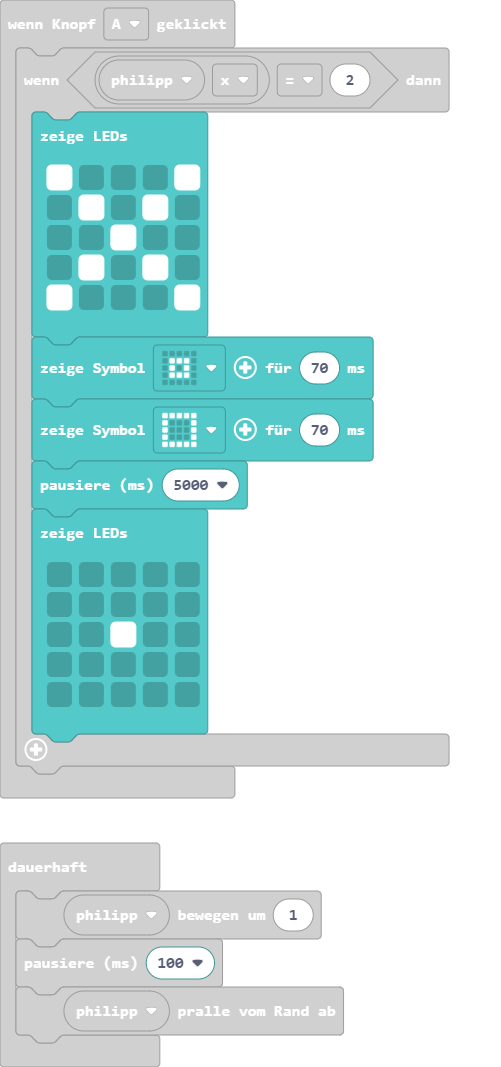 wenn Knopf A geklickt
wenn philipp x = 2 dann
zeige LEDs
zeige Symbol für 70 ms
zeige Symbol für 70 ms
pausiere (ms) 5000
zeige LEDs
dauerhaft
philipp bewegen um 1
pausiere (ms) 100
philipp pralle vom Rand ab